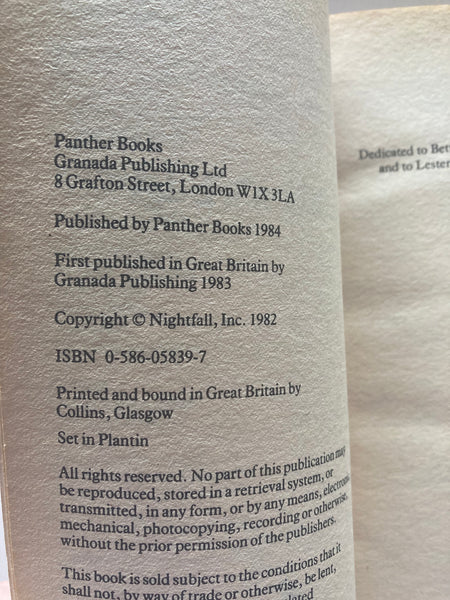 Panther Books
Granada Publishing Ltd
8 Grafton Street, London W1X 3LA
Published by Panther Books 1984
First published in Great Britain by
Granada Publishing 1983
Copyright © Nightfall, Inc. 1982
ISBN 0-586-05839-7
Printed and bound in Great Britain by
Collins, Glasgow
Set in Plantin
All rights reserved. No part of this publication may
be reproduced, stored in a retrieval system, or
transmitted, in any form, or by any means,
mechanical, photocopying, recording or otherwise,
without the prior permission of the publishers.
This book is sold subject to the conditions that it
shall not, by way of trade or otherwise, be lent,
Dedicated to
and to Lester